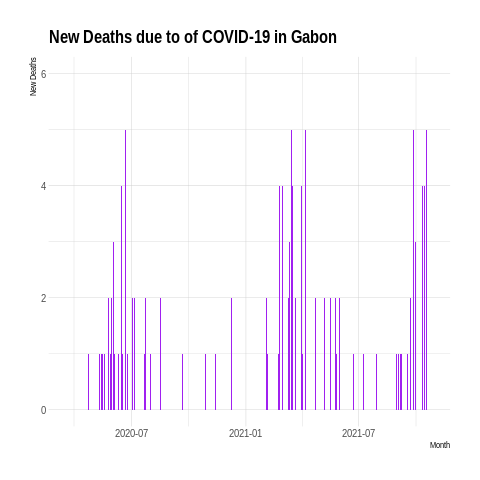 New Deaths due to of COVID-19 in Gabon
New Deaths
6
4
2
0
2020-07
2021-01
2021-07
Month